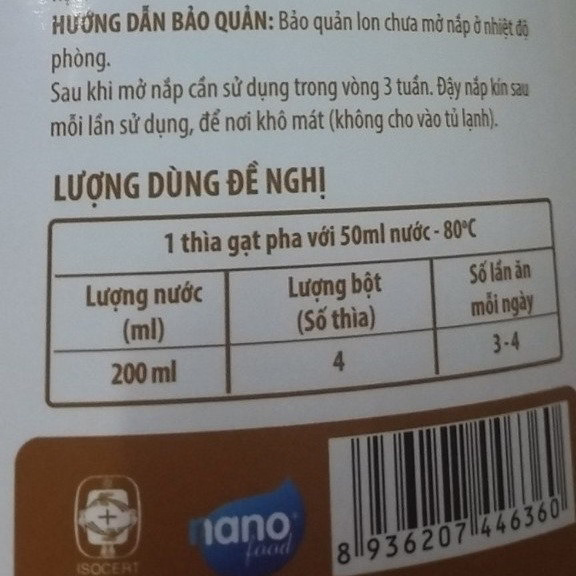 HƯỚNG DẪN BẢO QUẢN: Bảo quản lon chưa mở nắp ở nhiệt độ
phòng.
Sau khi mở nắp cần sử dụng trong vòng 3 tuần. Đậy nắp kín sau
mỗi lần sử dụng, để nơi khô mát (không cho vào tủ lạnh).
LƯỢNG DÙNG ĐỀ NGHỊ
1 thìa gạt pha với 50ml nước - 80°C
Lượng nước
(ml)
Lượng bột
(Số thìa)
Số lần ăn
mỗi ngày
200 ml
4
3-4
ISOCERT
nano
food
8 936207 446360